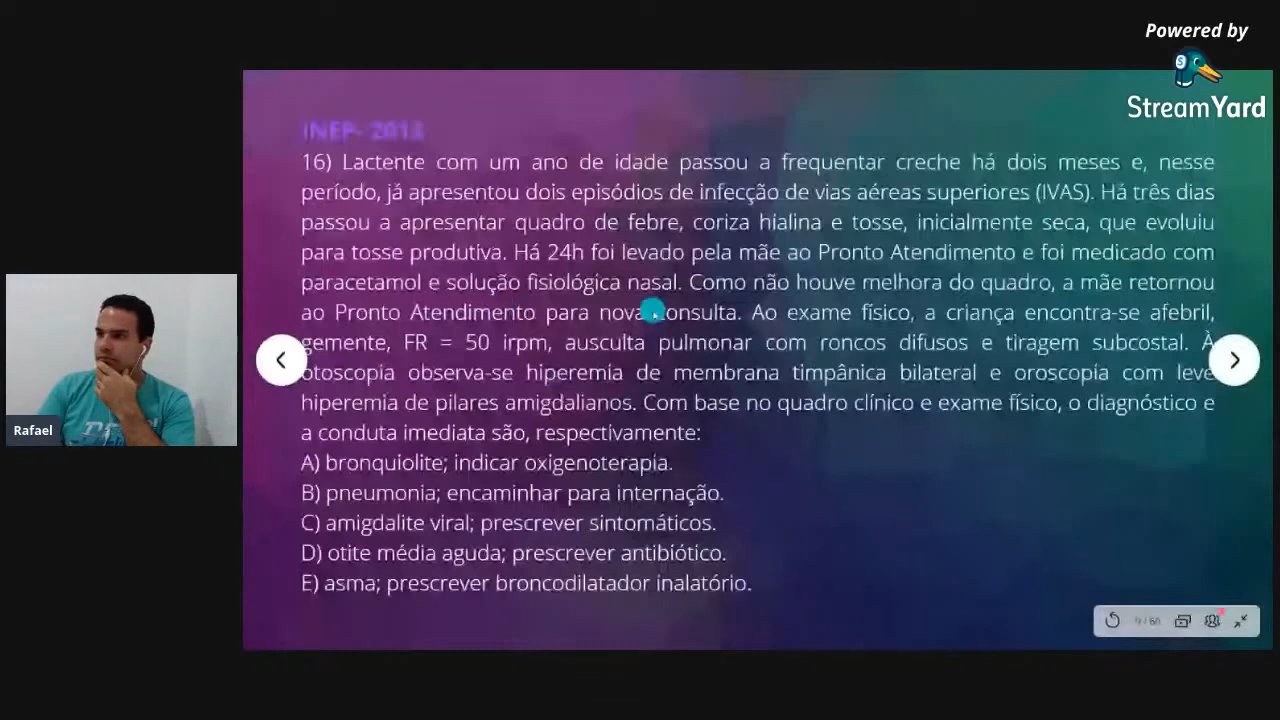 Powered by
StreamYard
INEP- 2013
16) Lactente com um ano de idade passou a frequentar creche há dois meses e, nesse
período, já apresentou dois episódios de infecção de vias aéreas superiores (IVAS). Há três dias
passou a apresentar quadro de febre, coriza hialina e tosse, inicialmente seca, que evoluiu
para tosse produtiva. Há 24h foi levado pela mãe ao Pronto Atendimento e foi medicado com
paracetamol e solução fisiológica nasal. Como não houve melhora do quadro, a mãe retornou
ao Pronto Atendimento para nova consulta. Ao exame físico, a criança encontra-se afebril,
gemente, FR = 50 irpm, ausculta pulmonar com roncos difusos e tiragem subcostal. À
otoscopia observa-se hiperemia de membrana timpânica bilateral e oroscopia com leve
hiperemia de pilares amigdalianos. Com base no quadro clínico e exame físico, o diagnóstico e
a conduta imediata são, respectivamente:
A) bronquiolite; indicar oxigenoterapia.
B) pneumonia; encaminhar para internação.
C) amigdalite viral; prescrever sintomáticos.
D) otite média aguda; prescrever antibiótico.
E) asma; prescrever broncodilatador inalatório.
Rafael